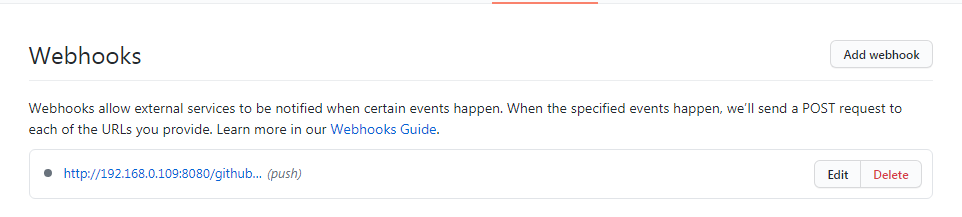 Webhooks
Add webhook
Webhooks allow external services to be notified when certain events happen. When the specified events happen, we'll send a POST request to
each of the URLs you provide. Learn more in our Webhooks Guide.
http://192.168.0.109:8080/github... (push)
Edit
Delete